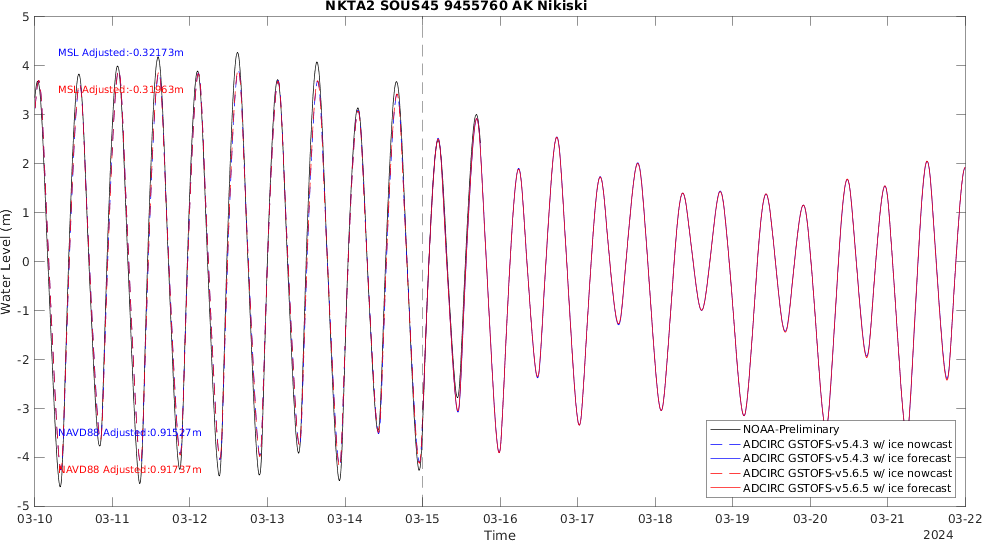 NKTA2 SOUS45 9455760 AK Nikiski
5
4
3
2
1
0
-1
-2
-3
-4
-5
Water Level (m)
MSL Adjusted:-0.32173m
MSL Adjusted:-0.31963m
NAVD88 Adjusted:0.91527m
NAVD88 Adjusted:0.91737m
NOAA-Preliminary
ADCIRC GSTOFS-v5.4.3 w/ ice nowcast
ADCIRC GSTOFS-v5.4.3 w/ ice forecast
ADCIRC GSTOFS-v5.6.5 w/ ice nowcast
ADCIRC GSTOFS-v5.6.5 w/ ice forecast
03-10 03-11 03-12 03-13 03-14 03-15 03-16 03-17 03-18 03-19 03-20 03-21 03-22
Time
2024